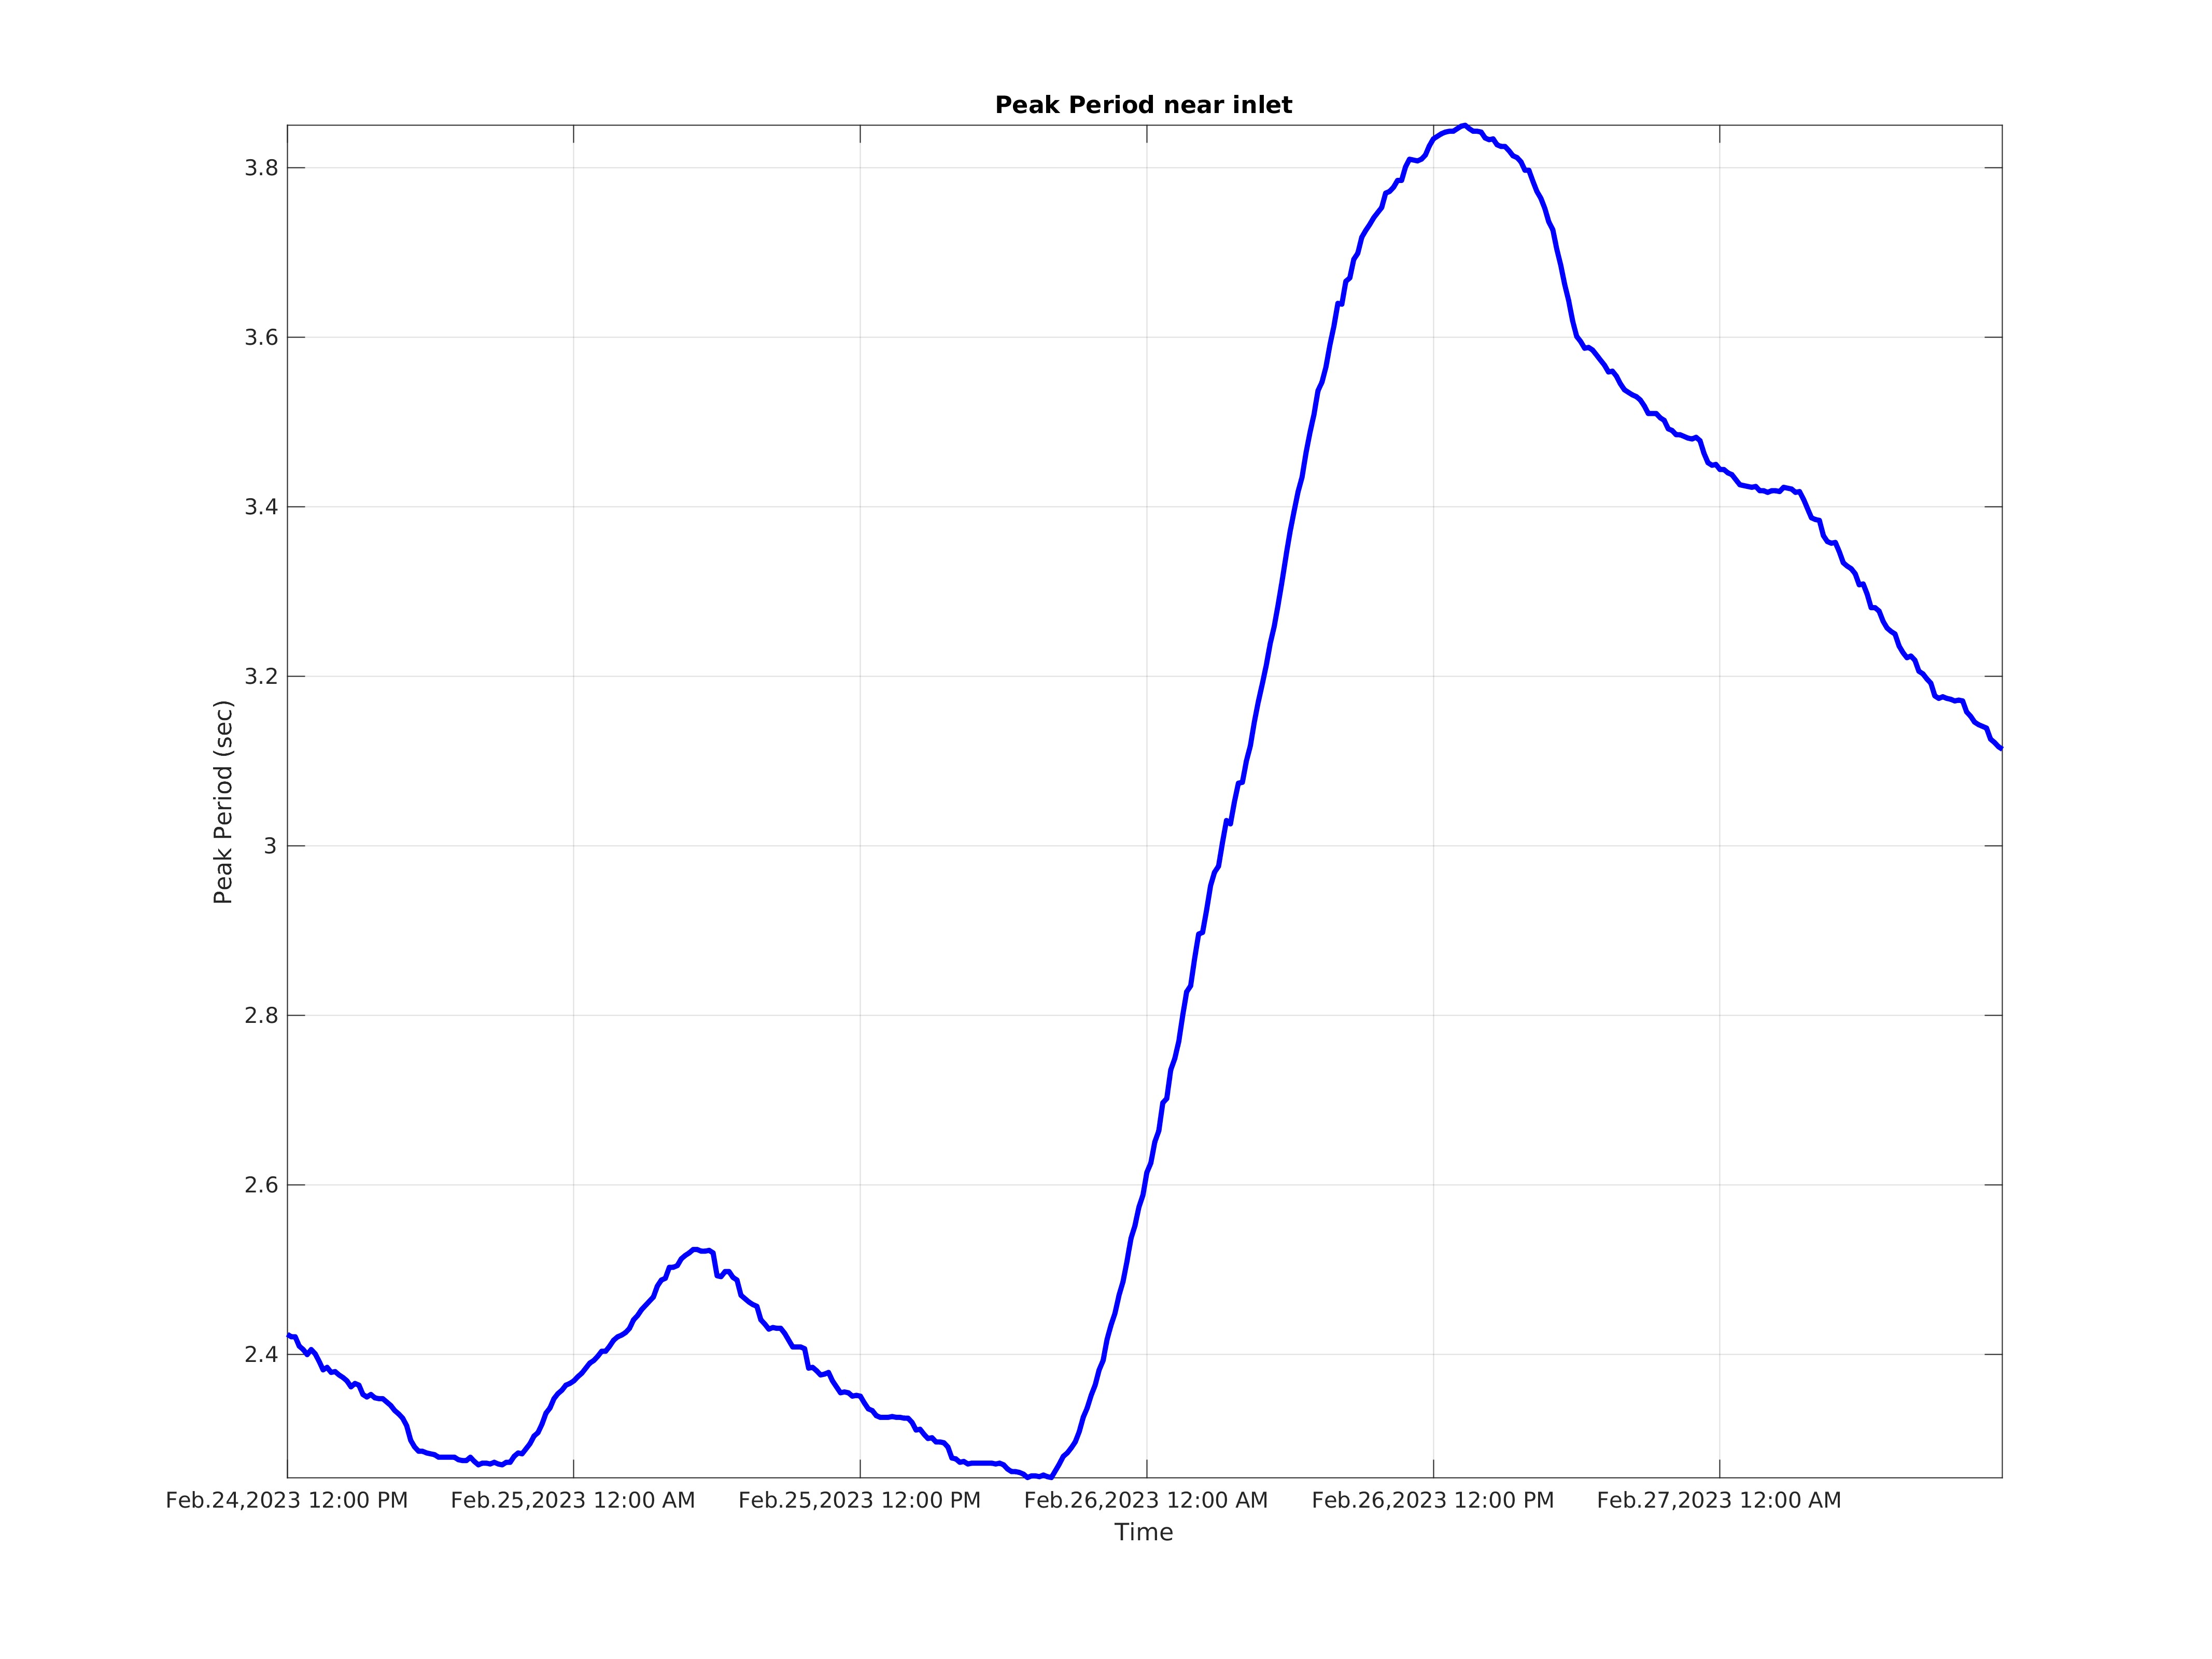 Peak Period near inlet
3.8
3.6
3.4
3.2
3
2.8
2.6
2.4
Peak Period (sec)
Feb.24,2023 12:00 PM Feb.25,2023 12:00 AM Feb.25,2023 12:00 PM Feb.26,2023 12:00 AM Feb.26,2023 12:00 PM Feb.27,2023 12:00 AM
Time